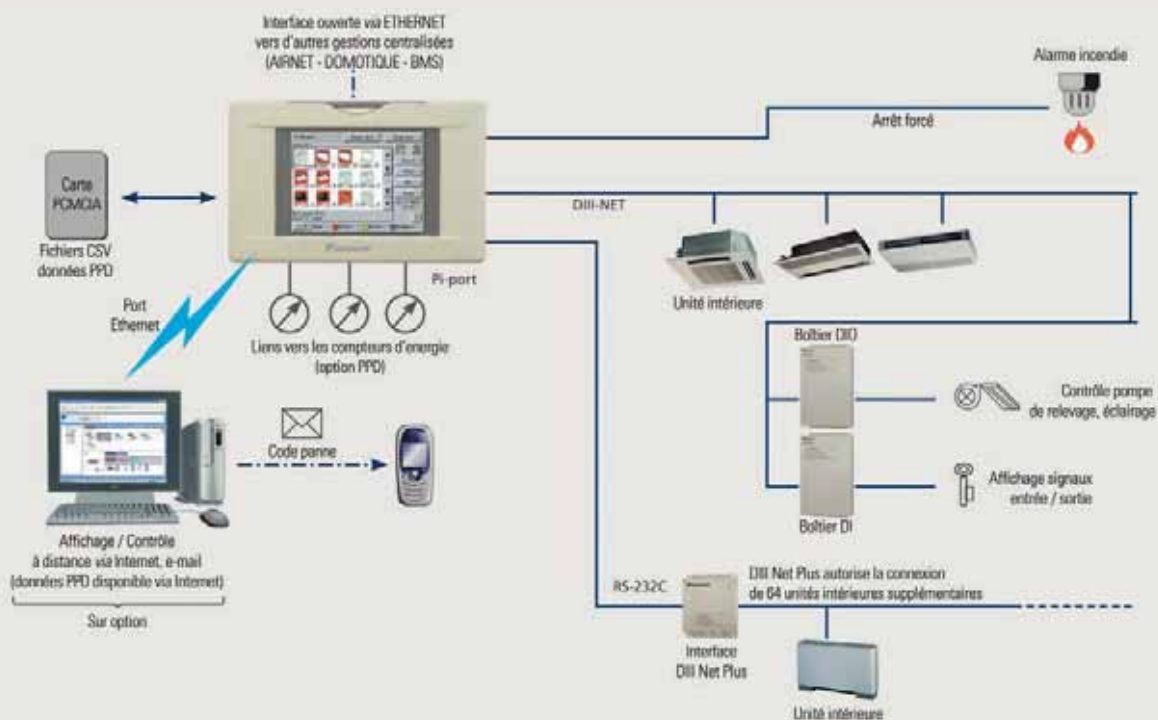 Interface ouverte via ETHERNET
vers d'autres gestions centralisées
(AIRNET - DOMOTIQUE - BMS)
Alarme incendie
Arrêt forcé
Carte
PCMCIA
Fichiers CSV
données PPD
DIII-NET
Pi-port
Unité intérieure
Port
Ethernet
Liens vers les compteurs d'energie
(option PPD)
Boîtier DIO
Contrôle pompe
de relevage, éclairage
Code panne
Affichage signaux
entrée / sortie
Boîtier DI
Affichage / Contrôle
à distance via Internet, e-mail
(données PPD disponible via Internet)
Sur option
RS-232C
DIII Net Plus autorise la connexion
de 64 unités intérieures supplémentaires
Interface
DIII Net Plus
Unité intérieure